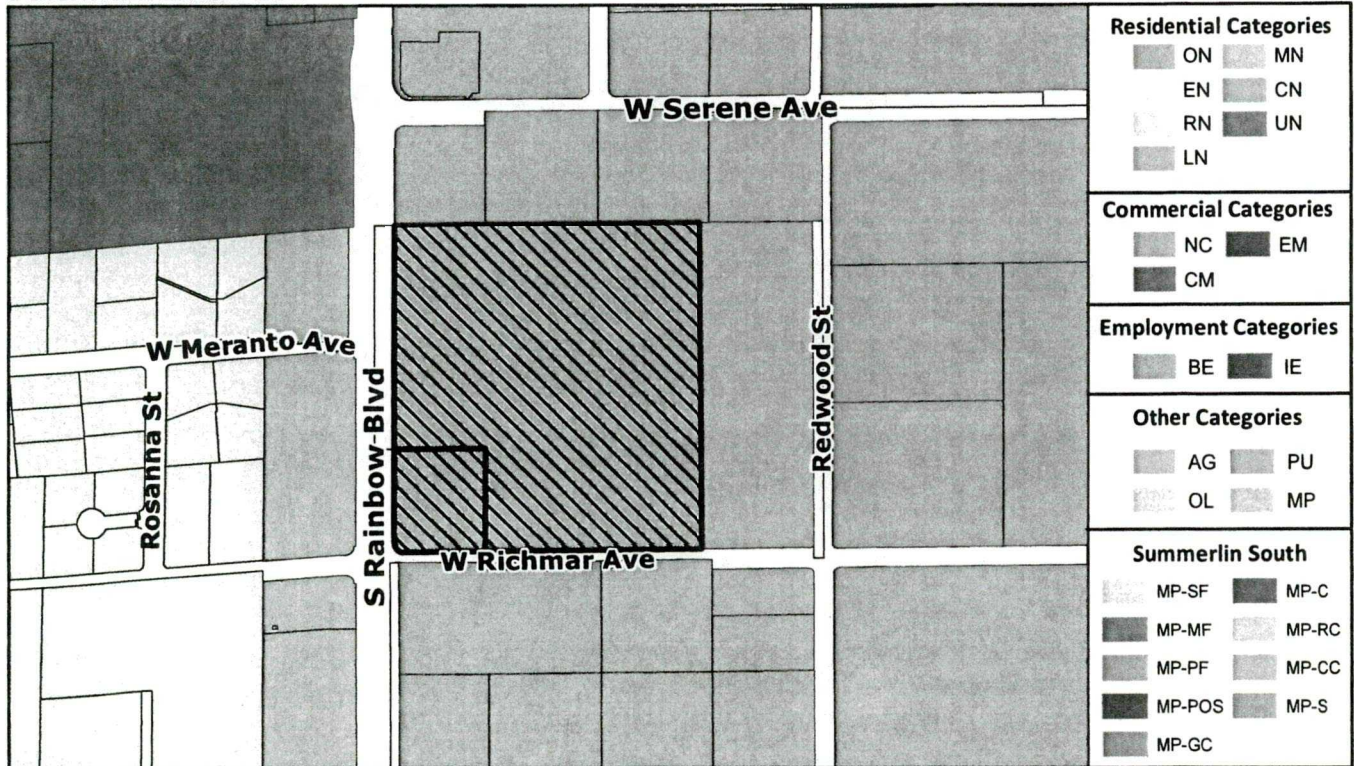 W Serene Ave
W Meranto Ave
Rosanna St
S Rainbow Blvd
Redwood St
W Richmar Ave
Residential Categories
ON MN
EN CN
RN UN
LN
Commercial Categories
NC EM
CM
Employment Categories
BE IE
Other Categories
AG PU
OL MP
Summerlin South
MP-SF MP-C
MP-MF MP-RC
MP-PF MP-CC
MP-POS MP-S
MP-GC